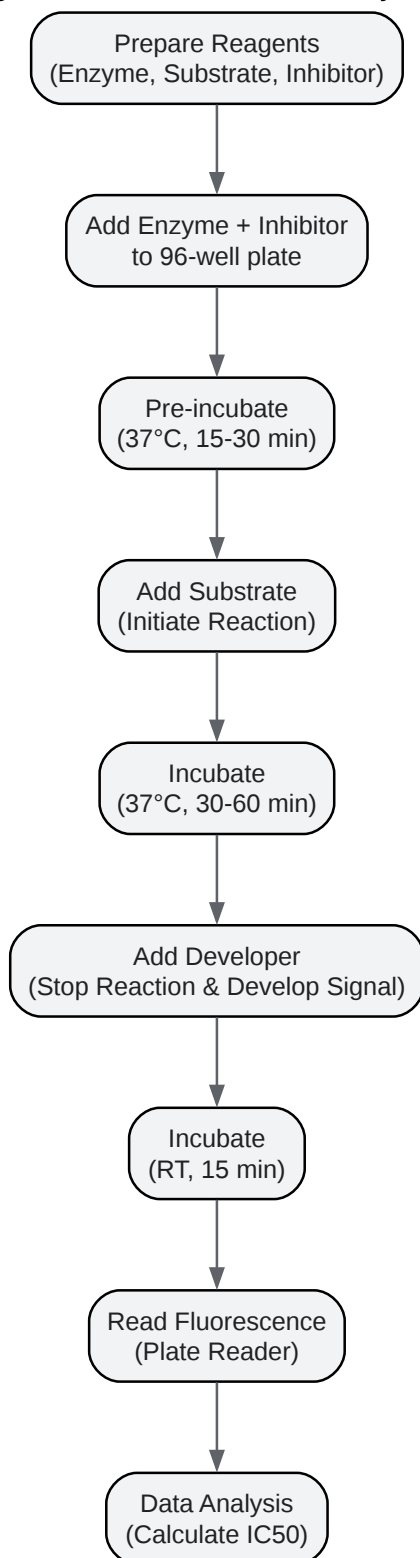 Prepare Reagents
(Enzyme, Substrate, Inhibitor)
Add Enzyme + Inhibitor
to 96-well plate
Pre-incubate
(37°C, 15-30 min)
Add Substrate
(Initiate Reaction)
Incubate
(37°C, 30-60 min)
Add Developer
(Stop Reaction & Develop Signal)
Incubate
(RT, 15 min)
Read Fluorescence
(Plate Reader)
Data Analysis
(Calculate IC50)